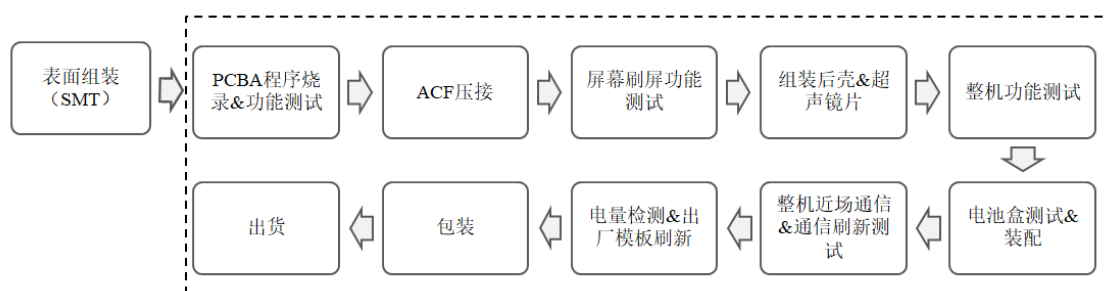 表面组装
（SMT）
PCBA程序烧
录&功能测试
ACF压接
屏幕刷屏功能
测试
组装后壳&超
声镜片
整机功能测试
电池盒测试&
装配
整机近场通信
&通信刷新测
试
电量检测&出
厂模板刷新
包装
出货